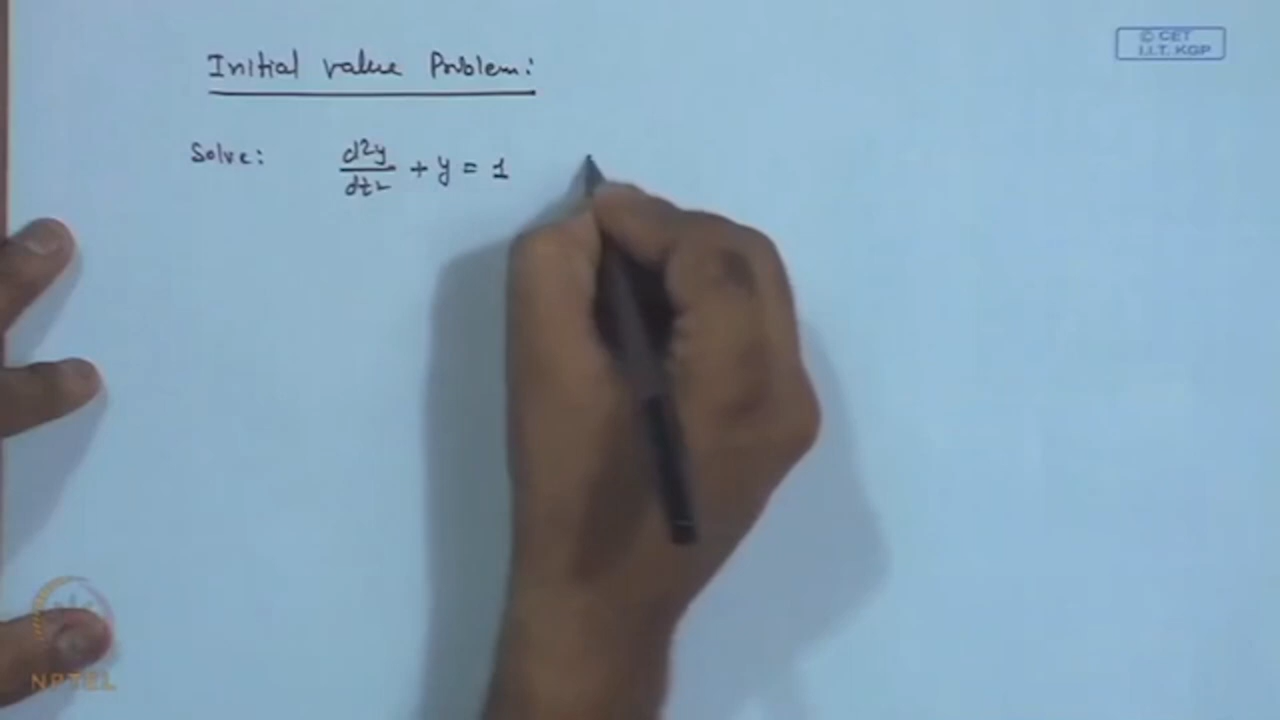 © CET
I.I.T. KGP
Initial value Problem:
Solve: d²y/dt² + y = 1
NPTEL